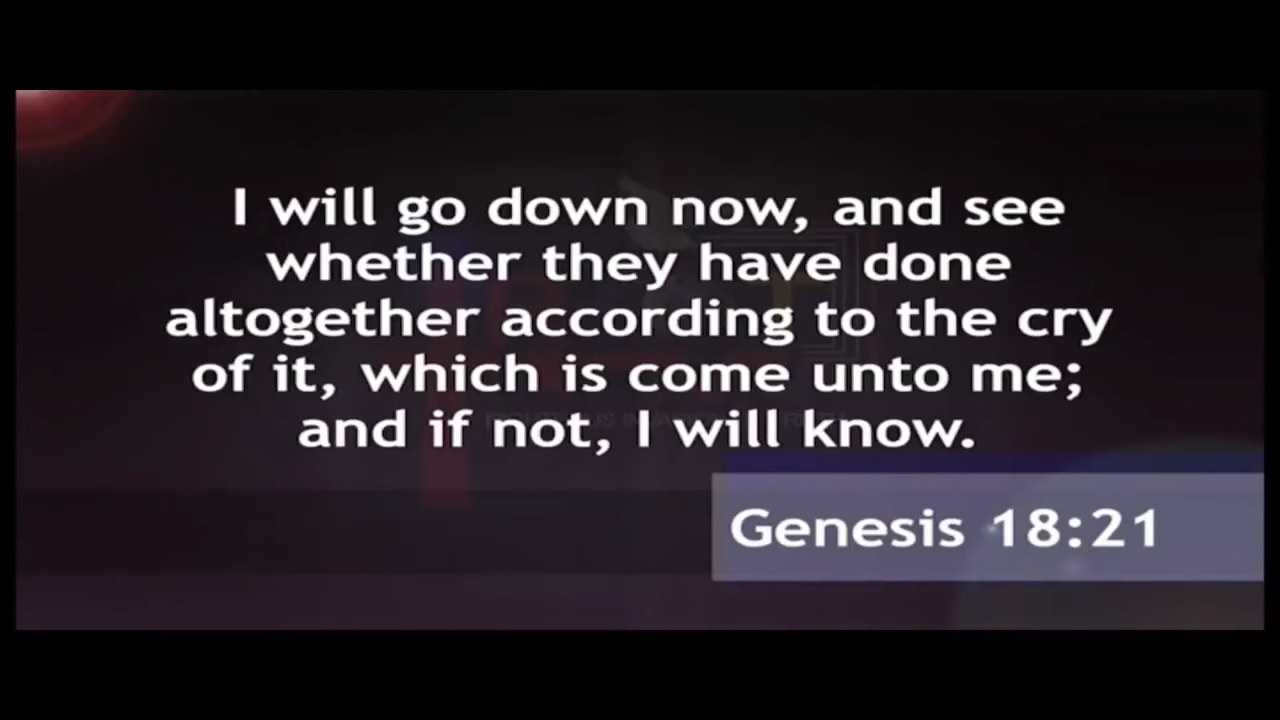 I will go down now, and see
whether they have done
altogether according to the cry
of it, which is come unto me;
and if not, I will know.
Genesis 18:21